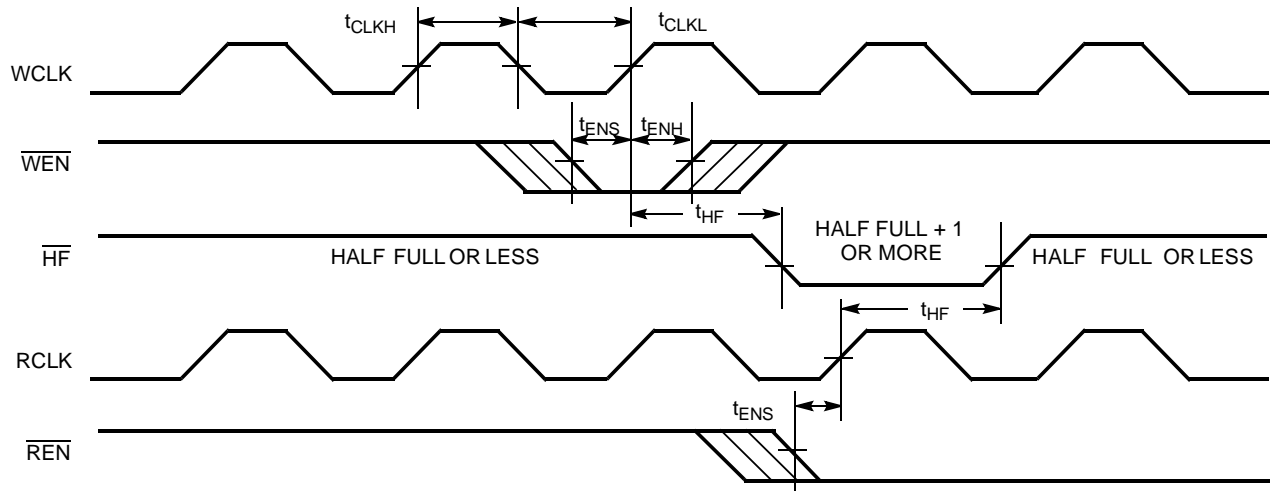 tCLKH
tCLKL
WCLK
tENS
tENH
WEN
tHF
HF
HALF FULL OR LESS
HALF FULL + 1
OR MORE
HALF FULL OR LESS
tHF
RCLK
tENS
REN